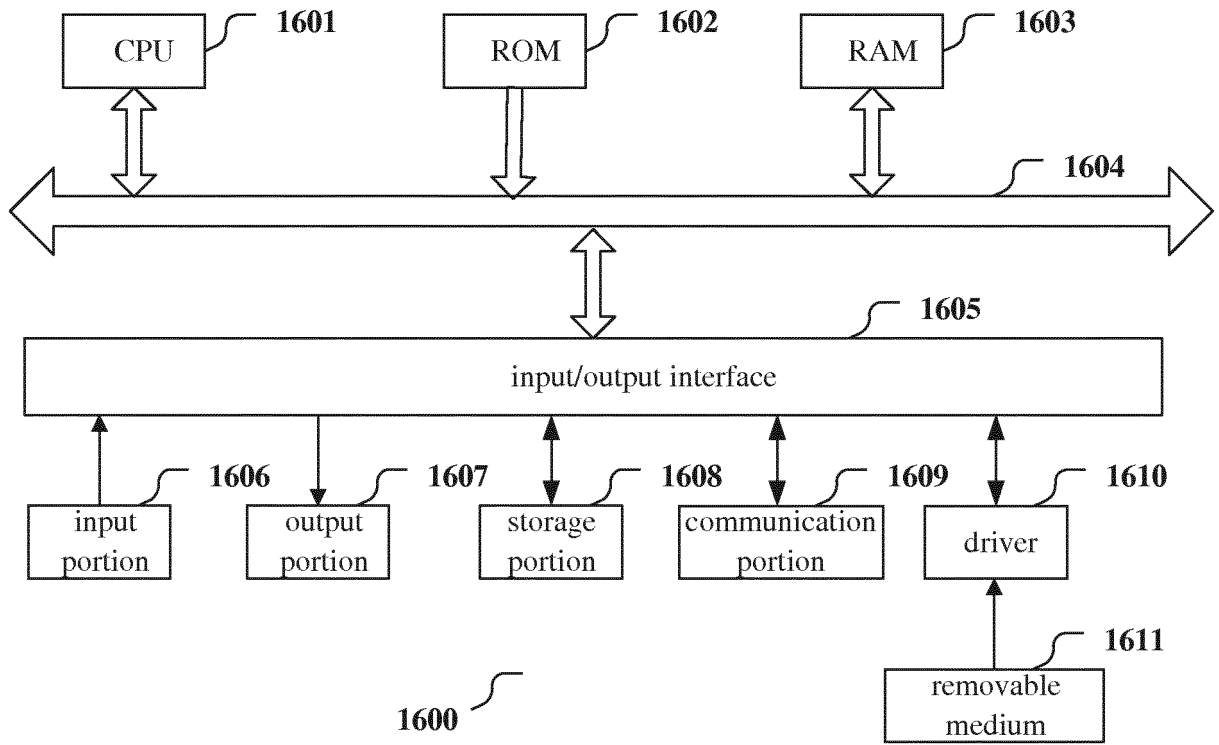 CPU 1601
ROM 1602
RAM 1603
1604
1605
input/output interface
1606
1607
1608
1609
1610
input
portion
output
portion
storage
portion
communication
portion
driver
1611
removable
medium
1600